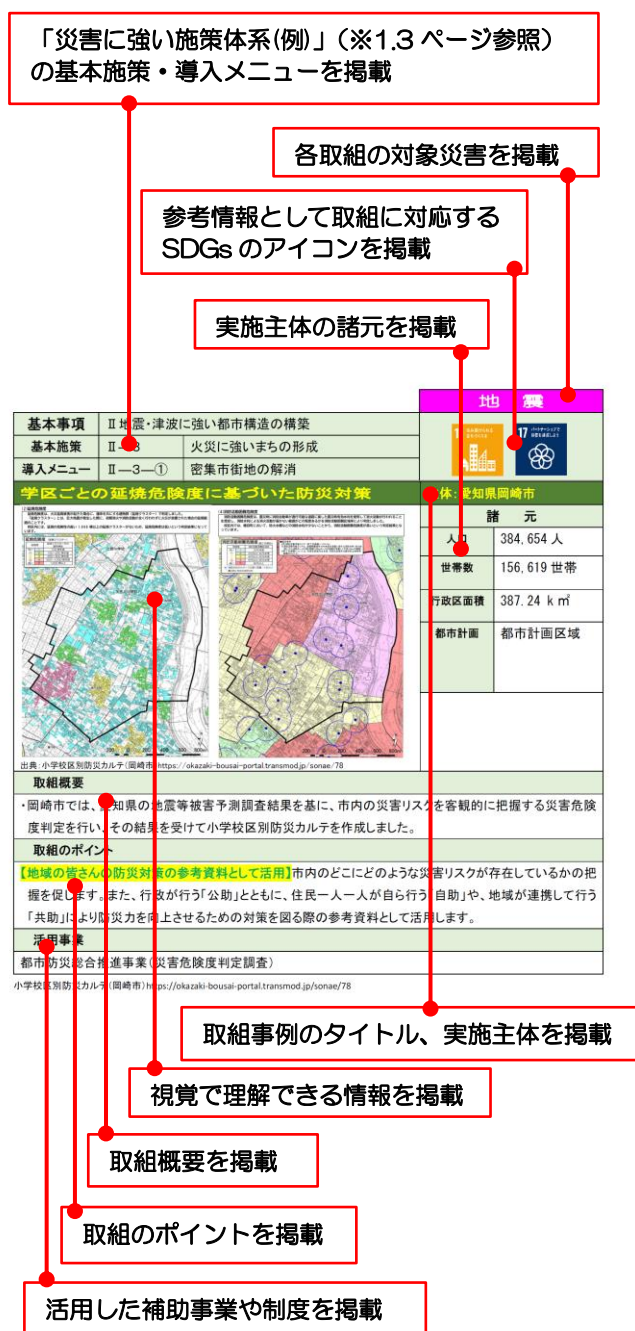 「災害に強い施策体系(例)」（※1.3 ページ参照）
の基本施策・導入メニューを掲載
各取組の対象災害を掲載
参考情報として取組に対応する
SDGs のアイコンを掲載
実施主体の諸元を掲載
地 震
基本事項 Ⅱ地震・津波に強い都市構造の構築
基本施策 Ⅱ―3 火災に強いまちの形成
導入メニュー Ⅱ―3―① 密集市街地の解消
17
学区ごとの延焼危険度に基づいた防災対策
体：愛知県岡崎市
諸 元
人口 384,654 人
世帯数 156,619 世帯
行政区面積 387.24 k㎡
都市計画 都市計画区域
出典：小学校区別防災カルテ（岡崎市）https://okazaki-bousai-portal.transmod.jp/sonae/78
取組概要
・岡崎市では、愛知県の地震等被害予測調査結果を基に、市内の災害リスクを客観的に把握する災害危険
度判定を行い、その結果を受けて小学校区別防災カルテを作成しました。
取組のポイント
【地域の皆さんの防災対策の参考資料として活用】市内のどこにどのような災害リスクが存在しているかの把
握を促します。また、行政が行う「公助」とともに、住民一人一人が自ら行う「自助」や、地域が連携して行う
「共助」により防災力を向上させるための対策を図る際の参考資料として活用します。
活用事業
都市防災総合推進事業（災害危険度判定調査）
小学校区別防災カルテ（岡崎市）https://okazaki-bousai-portal.transmod.jp/sonae/78
取組事例のタイトル、実施主体を掲載
視覚で理解できる情報を掲載
取組概要を掲載
取組のポイントを掲載
活用した補助事業や制度を掲載